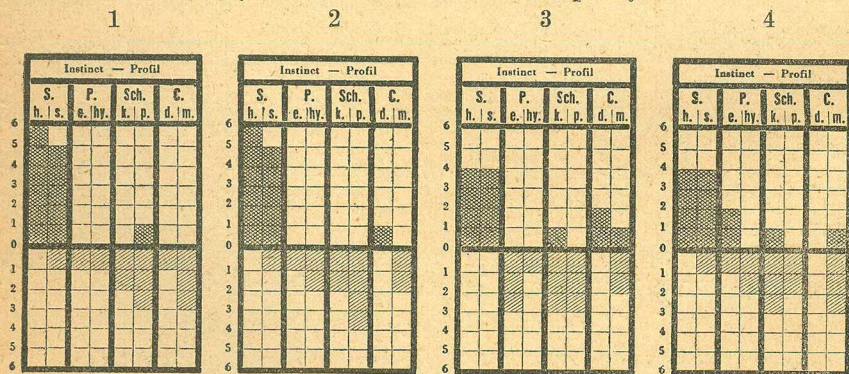 1 2 3 4
Instinct — Profil Instinct — Profil Instinct — Profil Instinct — Profil
S. P. Sch. C. S. P. Sch. C. S. P. Sch. C. S. P. Sch. C.
h. s. e. hy. k. p. d. m. h. s. e. hy. k. p. d. m. h. s. e. hy. k. p. d. m. h. s. e. hy. k. p. d. m.
6 6 6 6
5 5 5 5
4 4 4 4
3 3 3 3
2 2 2 2
1 1 1 1
0 0 0 0
1 1 1 1
2 2 2 2
3 3 3 3
4 4 4 4
5 5 5 5
6 6 6 6